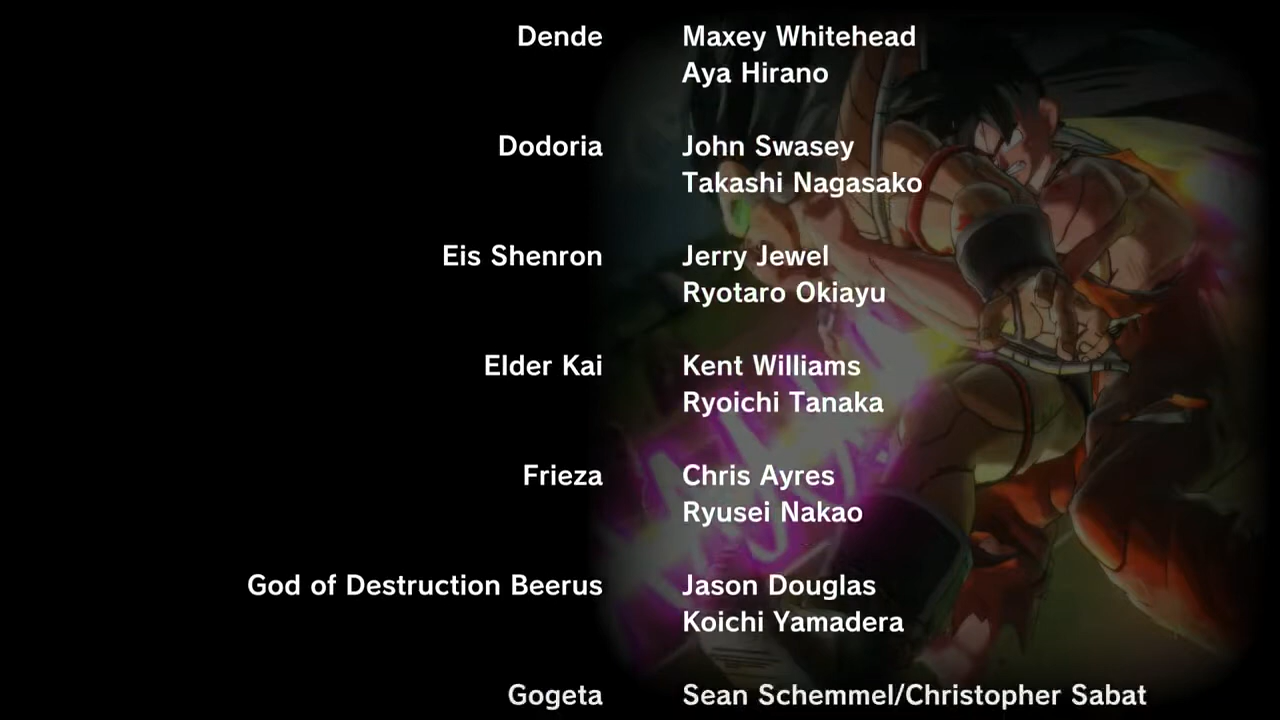 Dende Maxey Whitehead
Aya Hirano
Dodoria John Swasey
Takashi Nagasako
Eis Shenron Jerry Jewel
Ryotaro Okiayu
Elder Kai Kent Williams
Ryoichi Tanaka
Frieza Chris Ayres
Ryusei Nakao
God of Destruction Beerus Jason Douglas
Koichi Yamadera
Gogeta Sean Schemmel/Christopher Sabat